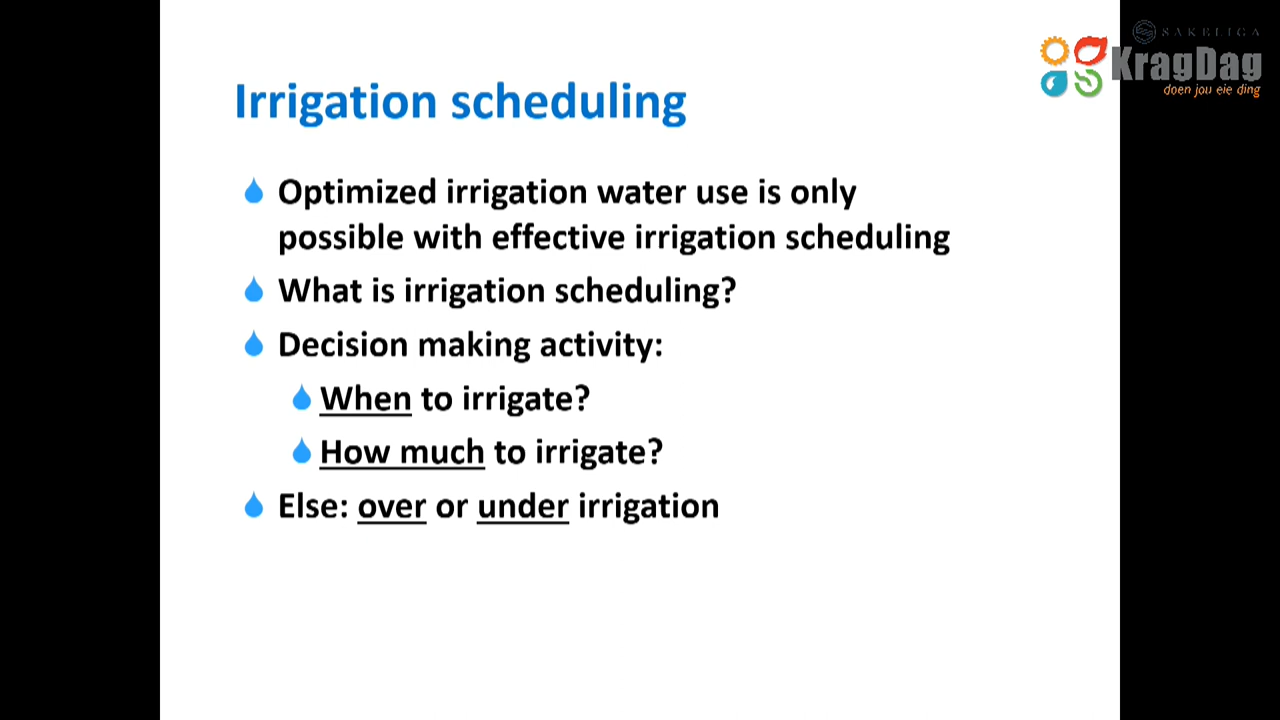 SAKELIGA
KragDag
doen jou eie ding
Irrigation scheduling
Optimized irrigation water use is only
possible with effective irrigation scheduling
What is irrigation scheduling?
Decision making activity:
When to irrigate?
How much to irrigate?
Else: over or under irrigation